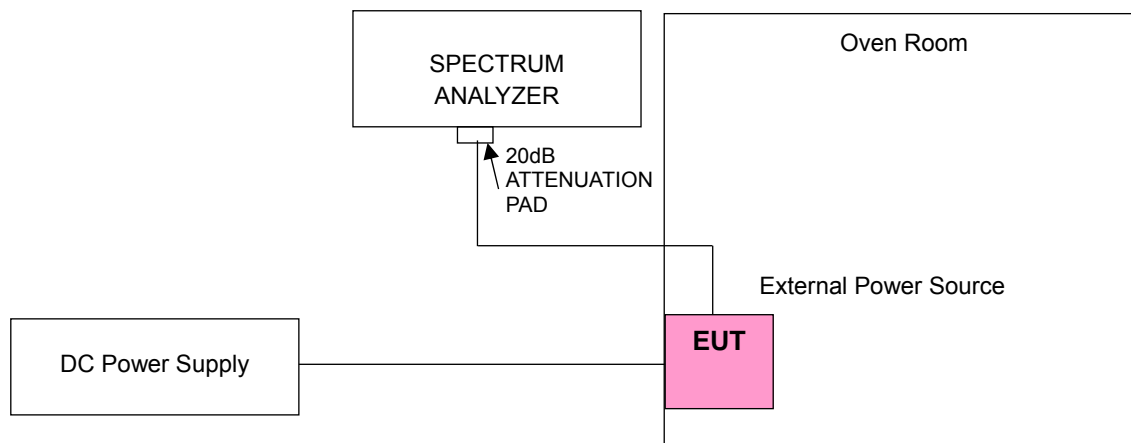 Oven Room
SPECTRUM
ANALYZER
20dB
ATTENUATION
PAD
External Power Source
EUT
DC Power Supply